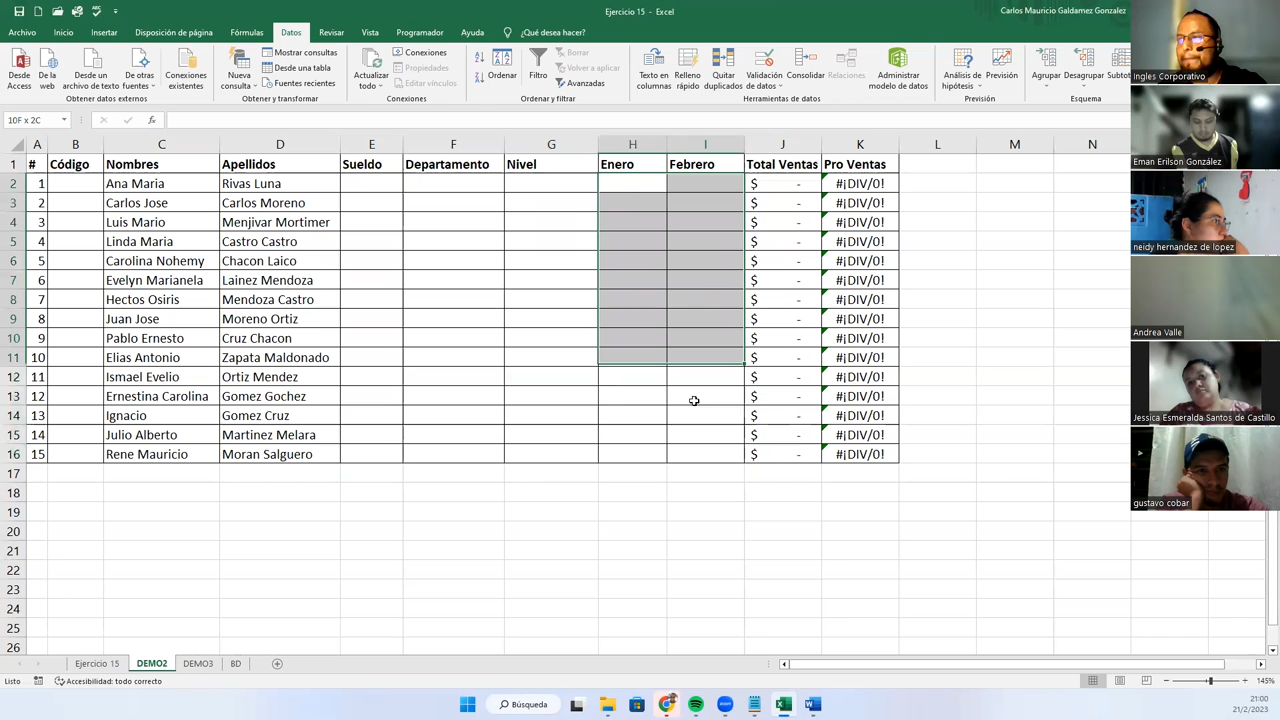 Ejercicio 15 - Excel
Carlos Mauricio Galdamez Gonzalez
Archivo Inicio Insertar Disposición de página Fórmulas Datos Revisar Vista Programador Ayuda ¿Qué desea hacer?
Desde Access
De la web
Desde un archivo de texto
De otras fuentes
Conexiones existentes
Obtener datos externos
Nueva consulta
Mostrar consultas
Desde una tabla
Fuentes recientes
Obtener y transformar
Actualizar todo
Conexiones
Propiedades
Editar vínculos
Conexiones
Ordenar
Filtro
Borrar
Volver a aplicar
Avanzadas
Ordenar y filtrar
Texto en columnas
Relleno rápido
Quitar duplicados
Validación de datos
Consolidar
Relaciones
Administrar modelo de datos
Herramientas de datos
Análisis de hipótesis
Previsión
Previsión
Agrupar
Desagrupar
Subtot
Esquema
10F x 2C
fx
A B C D E F G H I J K L M N
1 # Código Nombres Apellidos Sueldo Departamento Nivel Enero Febrero Total Ventas Pro Ventas
2 1 Ana Maria Rivas Luna $ - #¡DIV/0!
3 2 Carlos Jose Carlos Moreno $ - #¡DIV/0!
4 3 Luis Mario Menjivar Mortimer $ - #¡DIV/0!
5 4 Linda Maria Castro Castro $ - #¡DIV/0!
6 5 Carolina Nohemy Chacon Laico $ - #¡DIV/0!
7 6 Evelyn Marianela Lainez Mendoza $ - #¡DIV/0!
8 7 Hectos Osiris Mendoza Castro $ - #¡DIV/0!
9 8 Juan Jose Moreno Ortiz $ - #¡DIV/0!
10 9 Pablo Ernesto Cruz Chacon $ - #¡DIV/0!
11 10 Elias Antonio Zapata Maldonado $ - #¡DIV/0!
12 11 Ismael Evelio Ortiz Mendez $ - #¡DIV/0!
13 12 Ernestina Carolina Gomez Gochez $ - #¡DIV/0!
14 13 Ignacio Gomez Cruz $ - #¡DIV/0!
15 14 Julio Alberto Martinez Melara $ - #¡DIV/0!
16 15 Rene Mauricio Moran Salguero $ - #¡DIV/0!
17
18
19
20
21
22
23
24
25
26
Ejercicio 15 DEMO2 DEMO3 BD
Listo
Accesibilidad: todo correcto
145%
Búsqueda
21:00
21/2/2023
Ingles Corporativo
Eman Erilson González
neidy hernandez de lopez
Andrea Valle
Jessica Esmeralda Santos de Castillo
gustavo cobar